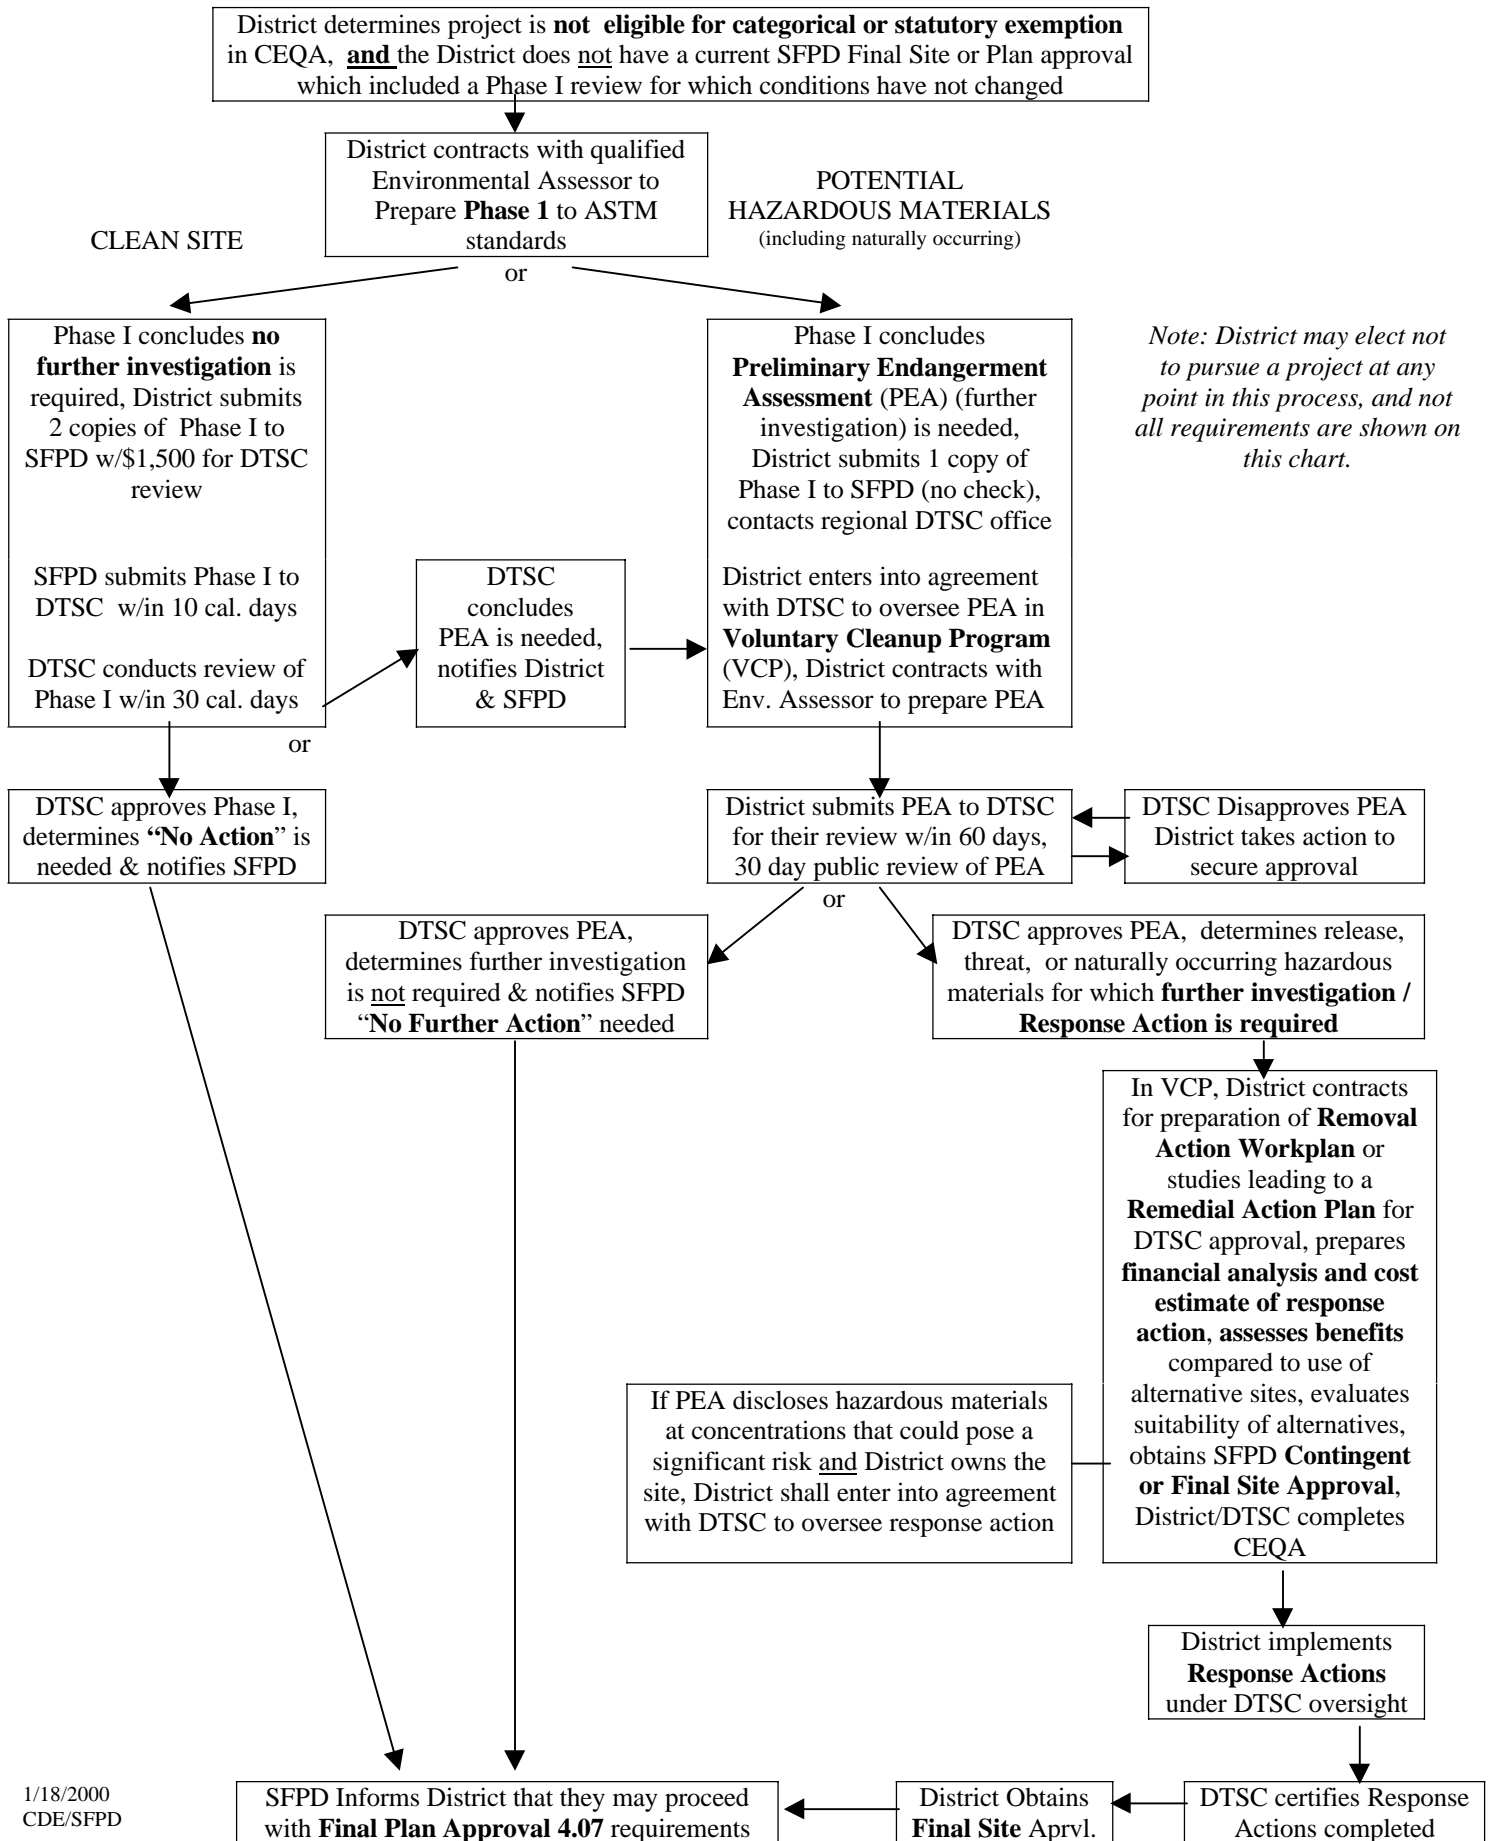 District determines project is not eligible for categorical or statutory exemption
in CEQA, and the District does not have a current SFPD Final Site or Plan approval
which included a Phase I review for which conditions have not changed
District contracts with qualified
Environmental Assessor to
Prepare Phase 1 to ASTM
standards
POTENTIAL
HAZARDOUS MATERIALS
(including naturally occurring)
CLEAN SITE
or
Phase I concludes no
further investigation is
required, District submits
2 copies of Phase I to
SFPD w/$1,500 for DTSC
review
SFPD submits Phase I to
DTSC w/in 10 cal. days
DTSC conducts review of
Phase I w/in 30 cal. days
or
DTSC
concludes
PEA is needed,
notifies District
& SFPD
Phase I concludes
Preliminary Endangerment
Assessment (PEA) (further
investigation) is needed,
District submits 1 copy of
Phase I to SFPD (no check),
contacts regional DTSC office
District enters into agreement
with DTSC to oversee PEA in
Voluntary Cleanup Program
(VCP), District contracts with
Env. Assessor to prepare PEA
Note: District may elect not
to pursue a project at any
point in this process, and not
all requirements are shown on
this chart.
DTSC approves Phase I,
determines “No Action” is
needed & notifies SFPD
District submits PEA to DTSC
for their review w/in 60 days,
30 day public review of PEA
or
DTSC Disapproves PEA
District takes action to
secure approval
DTSC approves PEA,
determines further investigation
is not required & notifies SFPD
“No Further Action” needed
DTSC approves PEA, determines release,
threat, or naturally occurring hazardous
materials for which further investigation /
Response Action is required
In VCP, District contracts
for preparation of Removal
Action Workplan or
studies leading to a
Remedial Action Plan for
DTSC approval, prepares
financial analysis and cost
estimate of response
action, assesses benefits
compared to use of
alternative sites, evaluates
suitability of alternatives,
obtains SFPD Contingent
or Final Site Approval,
District/DTSC completes
CEQA
If PEA discloses hazardous materials
at concentrations that could pose a
significant risk and District owns the
site, District shall enter into agreement
with DTSC to oversee response action
District implements
Response Actions
under DTSC oversight
DTSC certifies Response
Actions completed
District Obtains
Final Site Aprvl.
SFPD Informs District that they may proceed
with Final Plan Approval 4.07 requirements
1/18/2000
CDE/SFPD